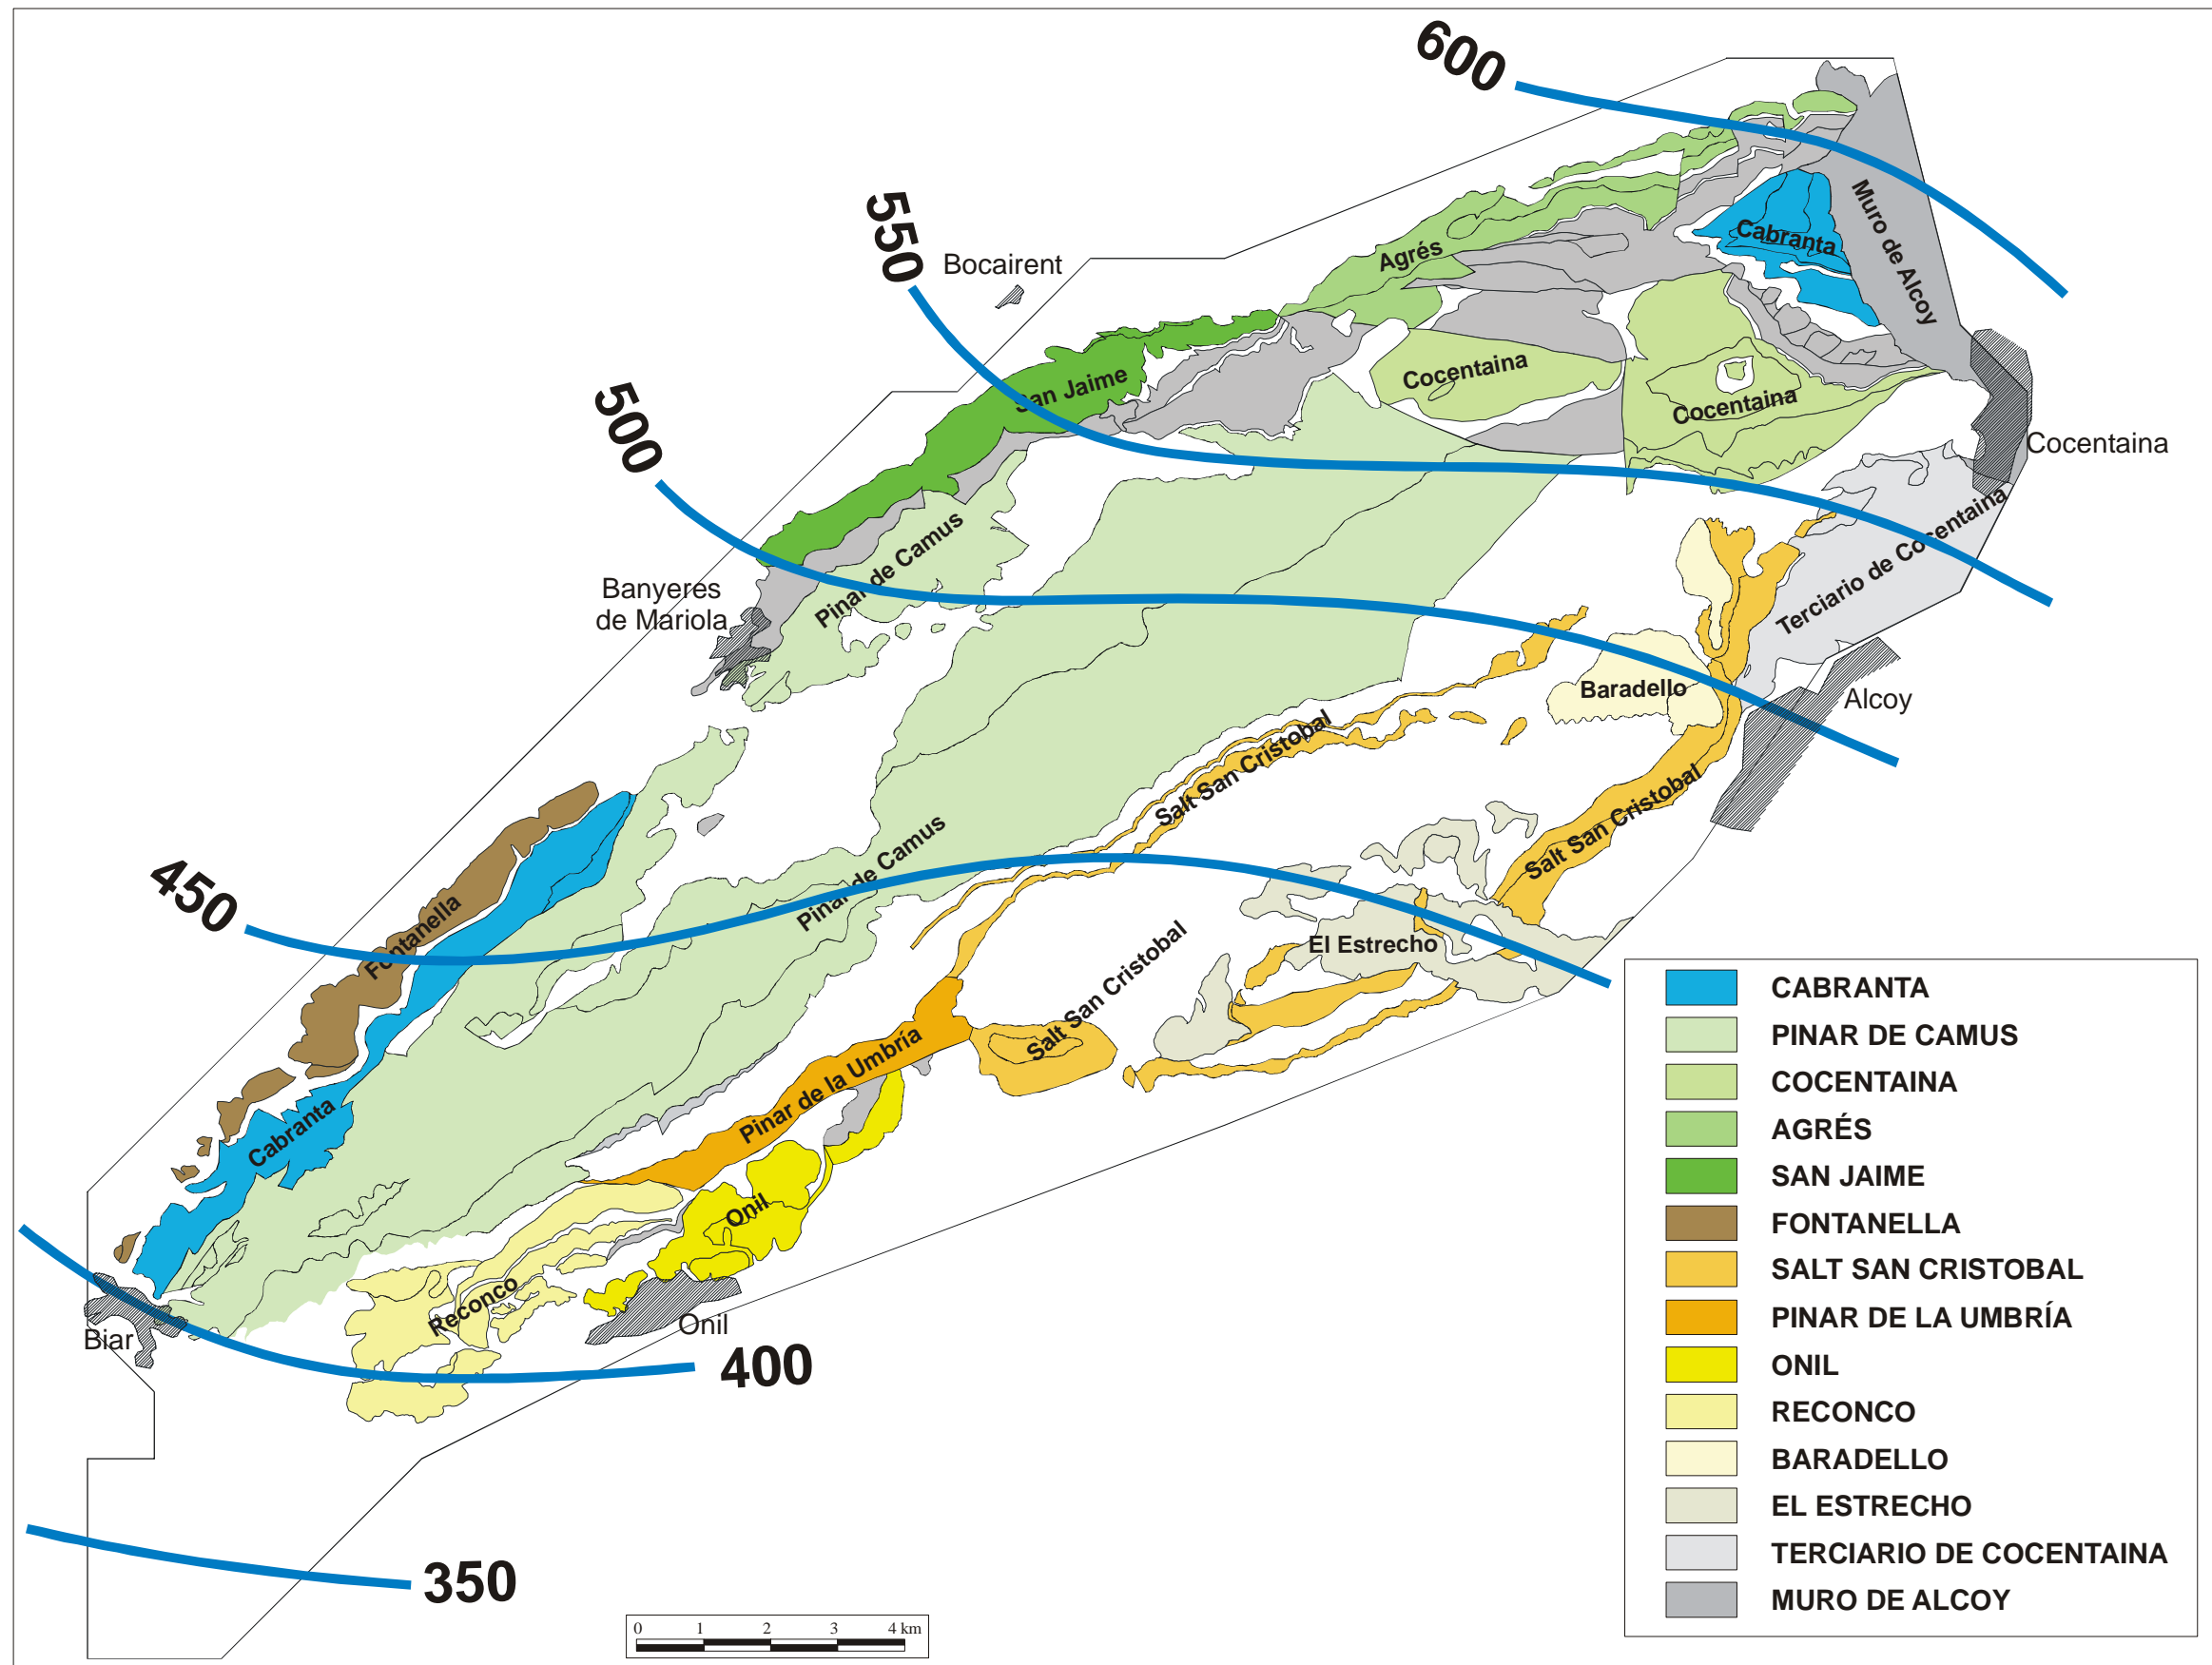 600
550
Bocairent
Agrés
Cabranta
Muro de Alcoy
500
San Jaime
Cocentaina
Cocentaina
Cocentaina
Pinar de Camus
Terciario de Cocentaina
Banyeres
de Mariola
Baradello
Alcoy
Salt San Cristobal
Salt San Cristobal
450
Pinar de Camus
Fontanella
El Estrecho
Salt San Cristobal
Pinar de la Umbría
Cabranta
Onil
Reconco
Biar
Onil
400
350
0 1 2 3 4 km
CABRANTA
PINAR DE CAMUS
COCENTAINA
AGRÉS
SAN JAIME
FONTANELLA
SALT SAN CRISTOBAL
PINAR DE LA UMBRÍA
ONIL
RECONCO
BARADELLO
EL ESTRECHO
TERCIARIO DE COCENTAINA
MURO DE ALCOY